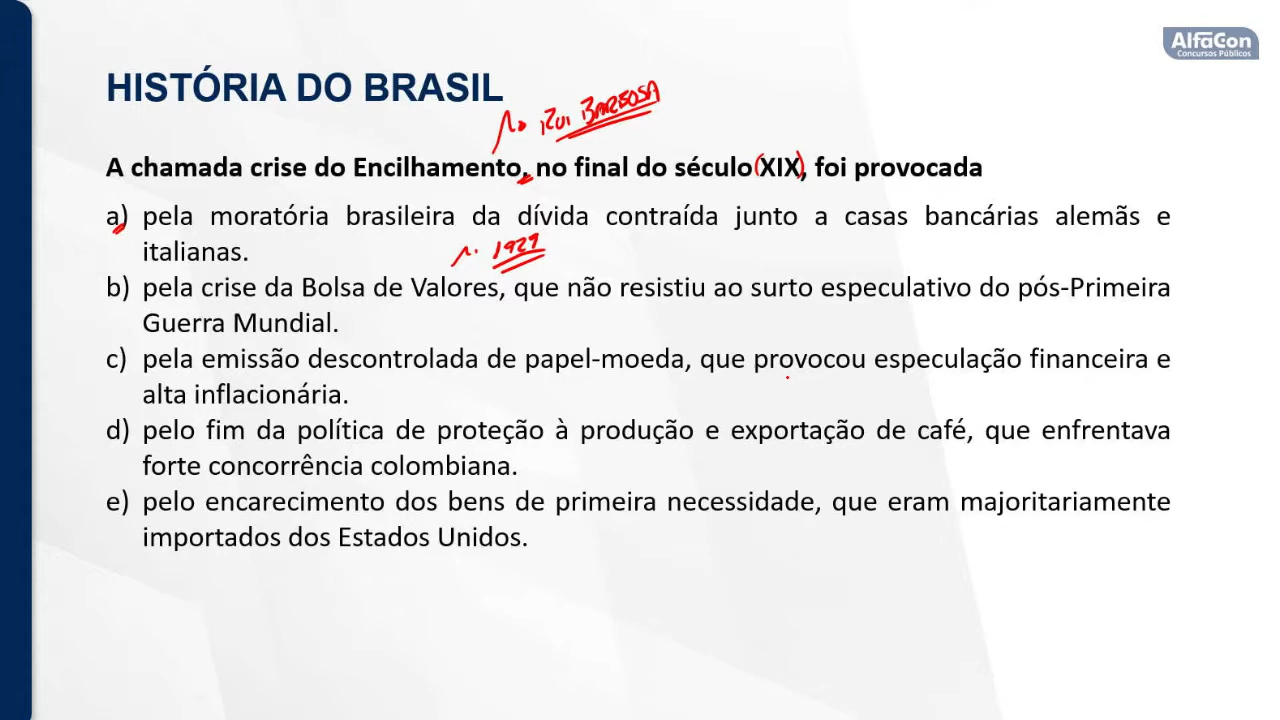 AlfaCon
Concursos Públicos
HISTÓRIA DO BRASIL
RUI BARBOSA
A chamada crise do Encilhamento, no final do século XIX, foi provocada
a) pela moratória brasileira da dívida contraída junto a casas bancárias alemãs e
italianas.
1929
b) pela crise da Bolsa de Valores, que não resistiu ao surto especulativo do pós-Primeira
Guerra Mundial.
c) pela emissão descontrolada de papel-moeda, que provocou especulação financeira e
alta inflacionária.
d) pelo fim da política de proteção à produção e exportação de café, que enfrentava
forte concorrência colombiana.
e) pelo encarecimento dos bens de primeira necessidade, que eram majoritariamente
importados dos Estados Unidos.